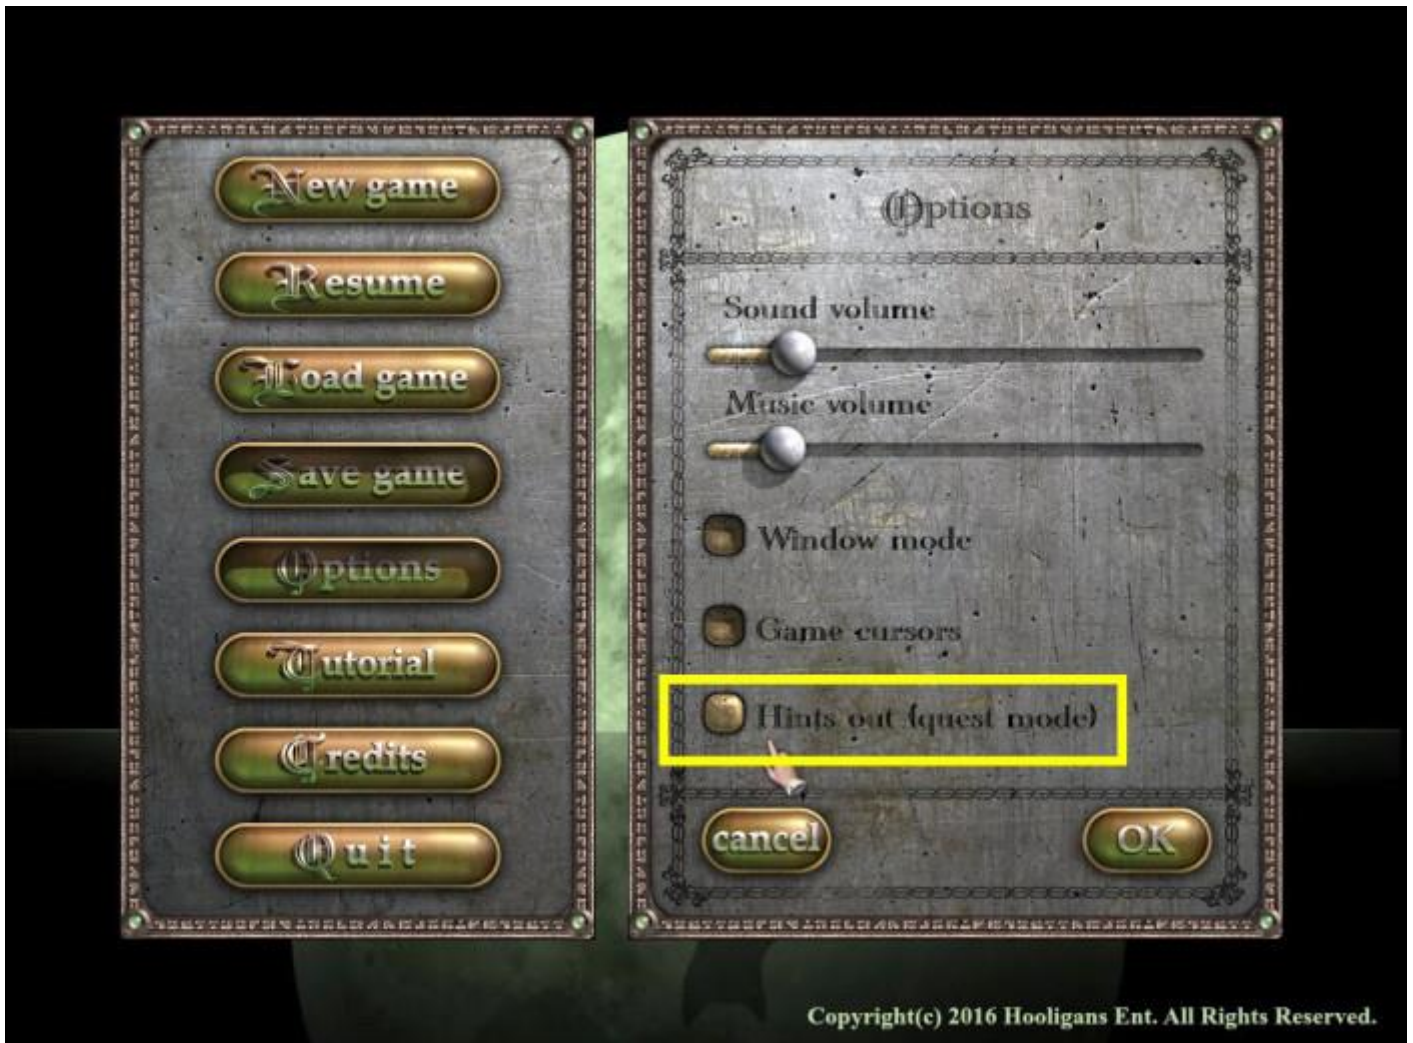 New game
Resume
Load game
Save game
Options
Tutorial
Credits
Quit
Options
Sound volume
Music volume
Window mode
Game cursors
Hints out (quest mode)
cancel
OK
Copyright(c) 2016 Hooligans Ent. All Rights Reserved.